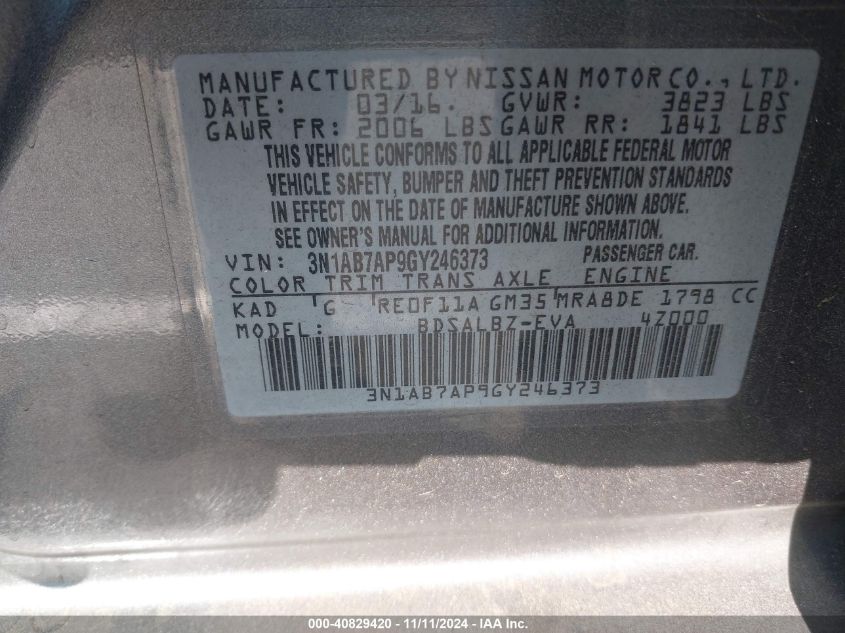 MANUFACTURED BY NISSAN MOTOR CO., LTD.
DATE: 03/16. GVWR: 3823 LBS
GAWR FR: 2006 LBS GAWR RR: 1841 LBS
THIS VEHICLE CONFORMS TO ALL APPLICABLE FEDERAL MOTOR
VEHICLE SAFETY, BUMPER AND THEFT PREVENTION STANDARDS
IN EFFECT ON THE DATE OF MANUFACTURE SHOWN ABOVE.
SEE OWNER'S MANUAL FOR ADDITIONAL INFORMATION.
VIN: 3N1AB7AP9GY246373 PASSENGER CAR.
COLOR TRIM TRANS AXLE ENGINE
KAD G RE0F11A GM35 MRA8DE 1798 CC
MODEL: BDSALBZ-EVA 4Z000
3N1AB7AP9GY246373
000-40829420 - 11/11/2024 - IAA Inc.